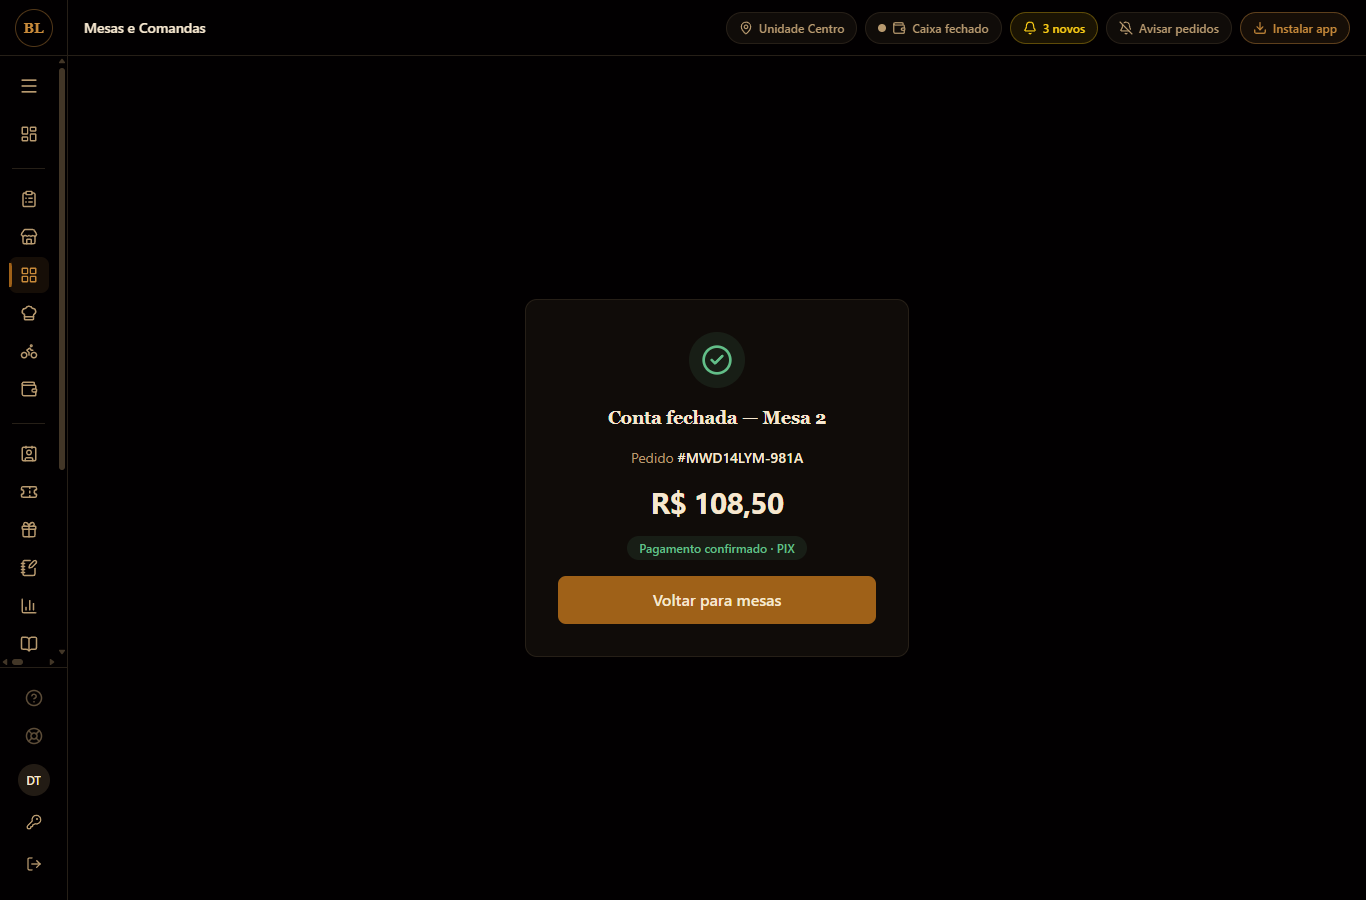 BL
Mesas e Comandas
Unidade Centro
Caixa fechado
3 novos
Avisar pedidos
Instalar app
Conta fechada — Mesa 2
Pedido #MWD14LYM-981A
R$ 108,50
Pagamento confirmado · PIX
Voltar para mesas
DT